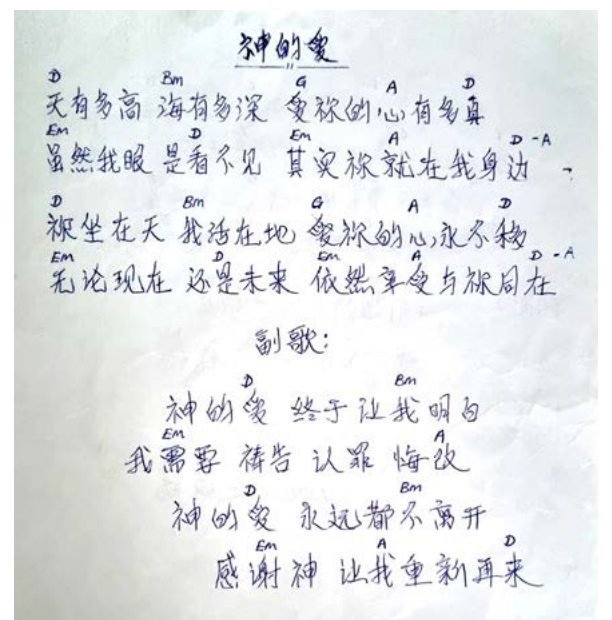 神的爱
D Bm G A D
天有多高 海有多深 爱祢的心有多真
Em D Em A D-A
虽然我眼 是看不见 其实祢就在我身边
D Bm G A D
祢坐在天 我活在地 爱祢的心永不移
Em D Em A D-A
无论现在 还是未来 依然享受与祢同在
副歌:
D Bm
神的爱 终于让我明白
Em A
我需要 祷告 认罪 悔改
D Bm
神的爱 永远都不离开
Em A D
感谢神 让我重新再来